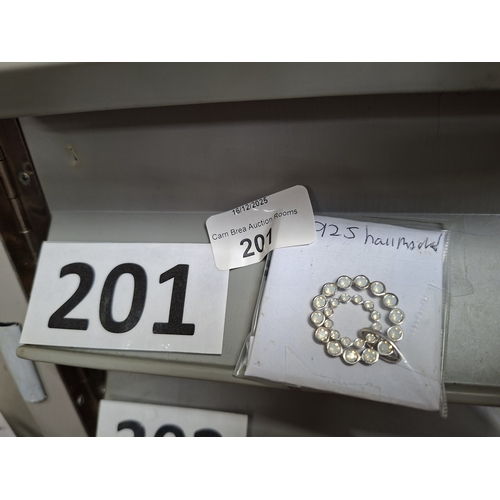 16/12/2025
Carn Brea Auction Rooms
201
925 hallmarked
201